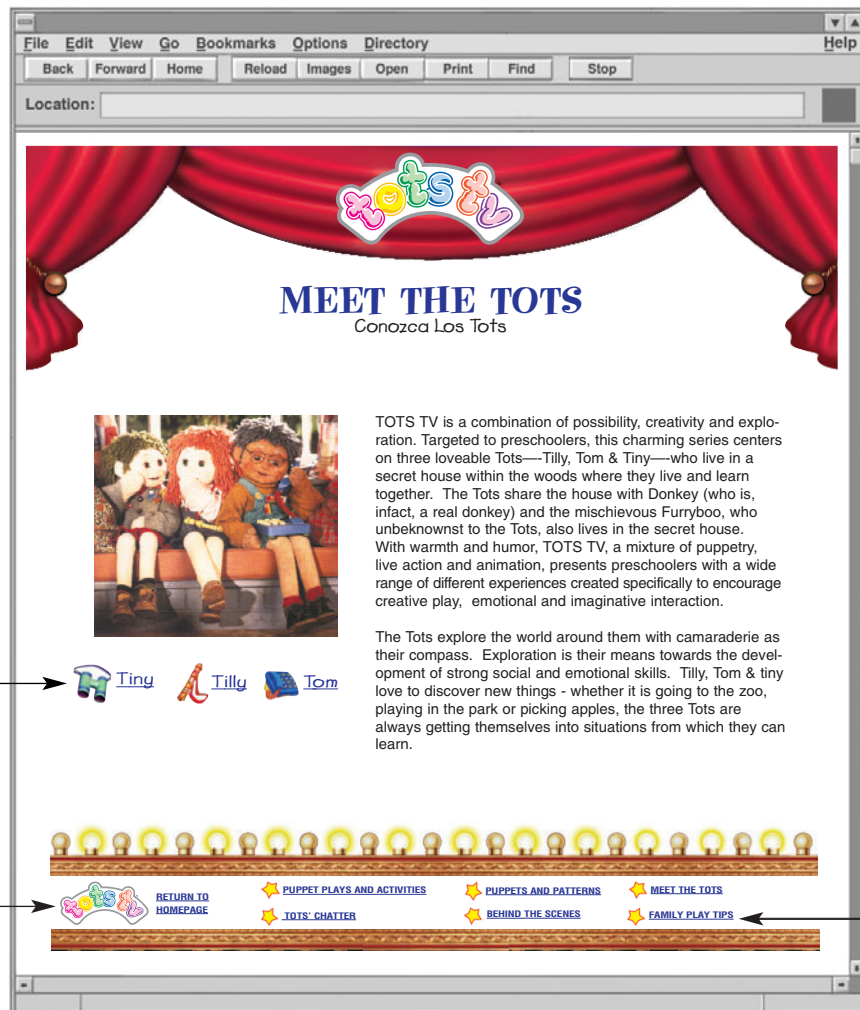 File Edit View Go Bookmarks Options Directory Help
Back Forward Home Reload Images Open Print Find Stop
Location:
tots tv
MEET THE TOTS
Conozca Los Tots
TOTS TV is a combination of possibility, creativity and explo-
ration. Targeted to preschoolers, this charming series centers
on three loveable Tots—-Tilly, Tom & Tiny—-who live in a
secret house within the woods where they live and learn
together. The Tots share the house with Donkey (who is,
infact, a real donkey) and the mischievous Furryboo, who
unbeknownst to the Tots, also lives in the secret house.
With warmth and humor, TOTS TV, a mixture of puppetry,
live action and animation, presents preschoolers with a wide
range of different experiences created specifically to encourage
creative play, emotional and imaginative interaction.
The Tots explore the world around them with camaraderie as
their compass. Exploration is their means towards the devel-
opment of strong social and emotional skills. Tilly, Tom & tiny
love to discover new things - whether it is going to the zoo,
playing in the park or picking apples, the three Tots are
always getting themselves into situations from which they can
learn.
Tiny Tilly Tom
tots tv
RETURN TO
HOMEPAGE
PUPPET PLAYS AND ACTIVITIES
TOTS' CHATTER
PUPPETS AND PATTERNS
BEHIND THE SCENES
MEET THE TOTS
FAMILY PLAY TIPS